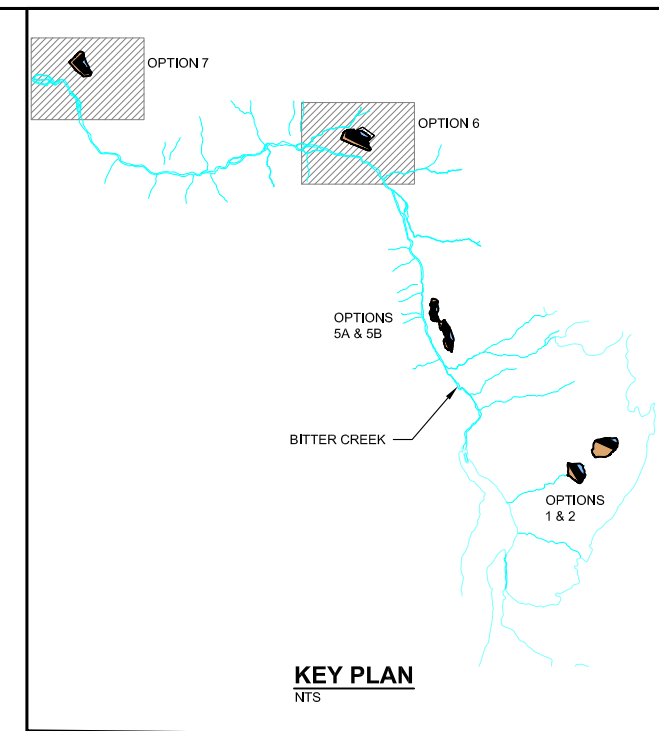 OPTION 7
OPTION 6
OPTIONS
5A & 5B
BITTER CREEK
OPTIONS
1 & 2
KEY PLAN
NTS